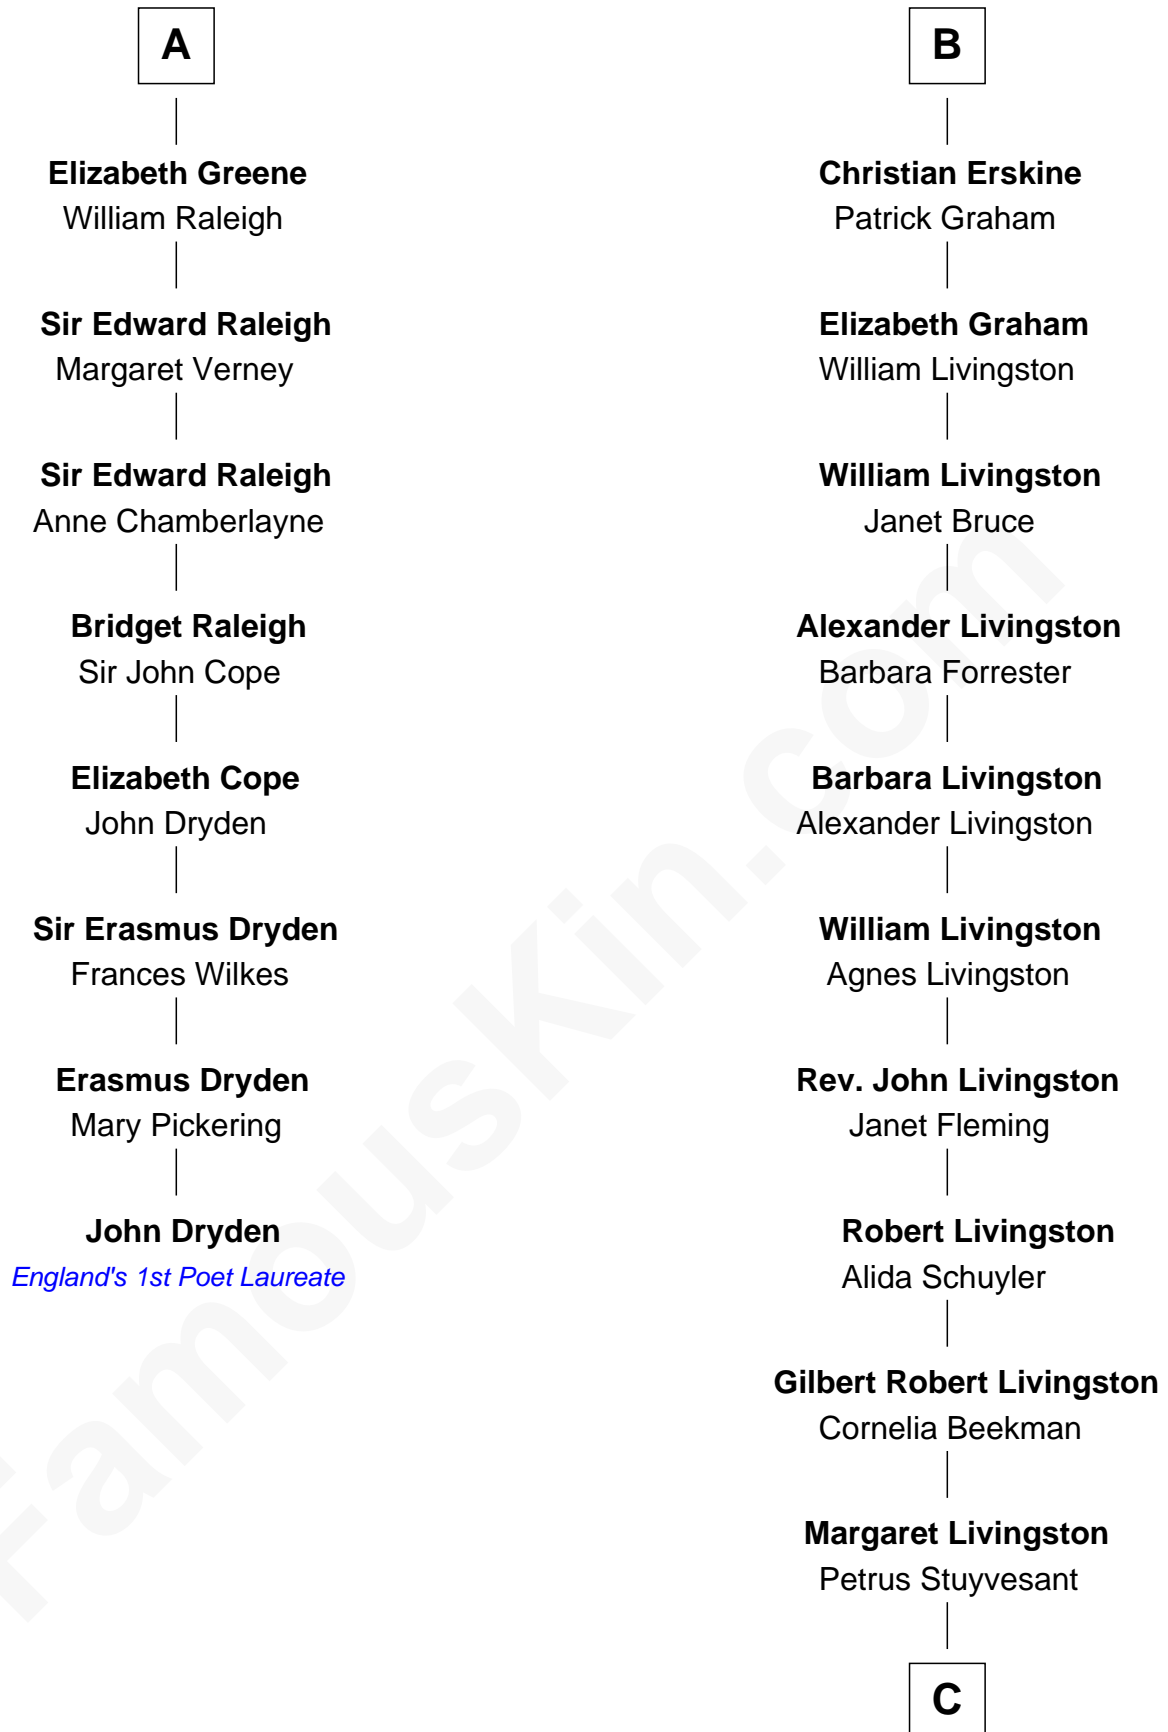 A
Elizabeth Greene
William Raleigh
Sir Edward Raleigh
Margaret Verney
Sir Edward Raleigh
Anne Chamberlayne
Bridget Raleigh
Sir John Cope
Elizabeth Cope
John Dryden
Sir Erasmus Dryden
Frances Wilkes
Erasmus Dryden
Mary Pickering
John Dryden
England's 1st Poet Laureate
B
Christian Erskine
Patrick Graham
Elizabeth Graham
William Livingston
William Livingston
Janet Bruce
Alexander Livingston
Barbara Forrester
Barbara Livingston
Alexander Livingston
William Livingston
Agnes Livingston
Rev. John Livingston
Janet Fleming
Robert Livingston
Alida Schuyler
Gilbert Robert Livingston
Cornelia Beekman
Margaret Livingston
Petrus Stuyvesant
C
FamousKin.com